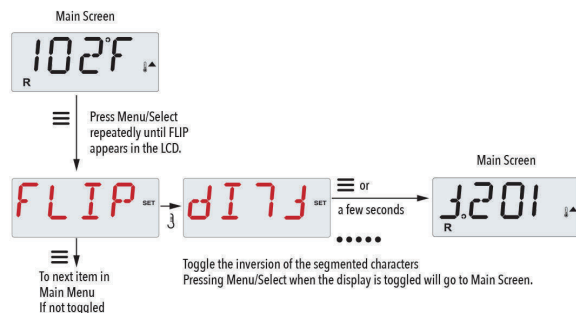 Main Screen
102°F
R
Press Menu/Select
repeatedly until FLIP
appears in the LCD.
FLIP SET
dI7Ⅎ SET
or
a few seconds
Main Screen
Ⅎ°201
R
To next item in
Main Menu
If not toggled
Toggle the inversion of the segmented characters
Pressing Menu/Select when the display is toggled will go to Main Screen.